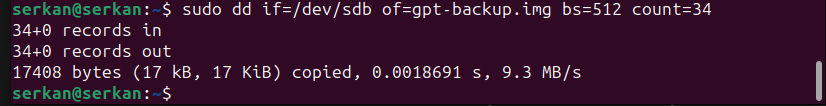 serkan@serkan:~$ sudo dd if=/dev/sdb of=gpt-backup.img bs=512 count=34
34+0 records in
34+0 records out
17408 bytes (17 kB, 17 KiB) copied, 0.0018691 s, 9.3 MB/s
serkan@serkan:~$